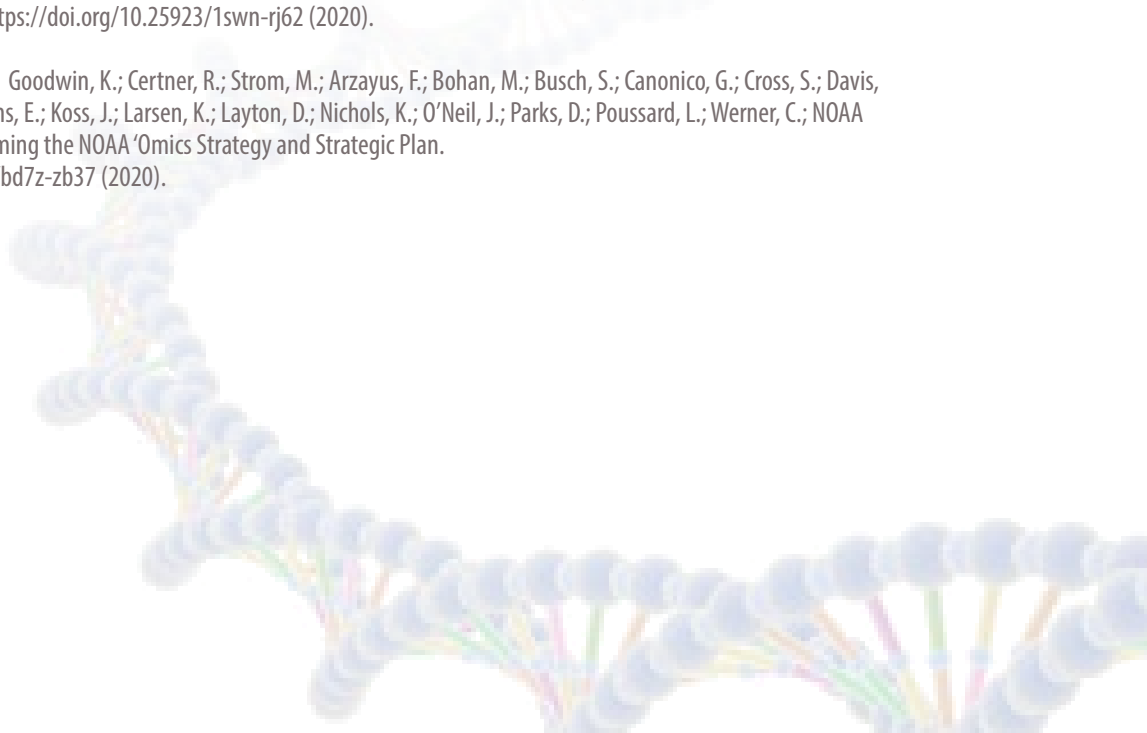 tps://doi.org/10.25923/1swn-rj62 (2020).
Goodwin, K.; Certner, R.; Strom, M.; Arzayus, F.; Bohan, M.; Busch, S.; Canonico, G.; Cross, S.; Davis,
ns, E.; Koss, J.; Larsen, K.; Layton, D.; Nichols, K.; O’Neil, J.; Parks, D.; Poussard, L.; Werner, C.; NOAA
ming the NOAA ‘Omics Strategy and Strategic Plan.
bd7z-zb37 (2020).